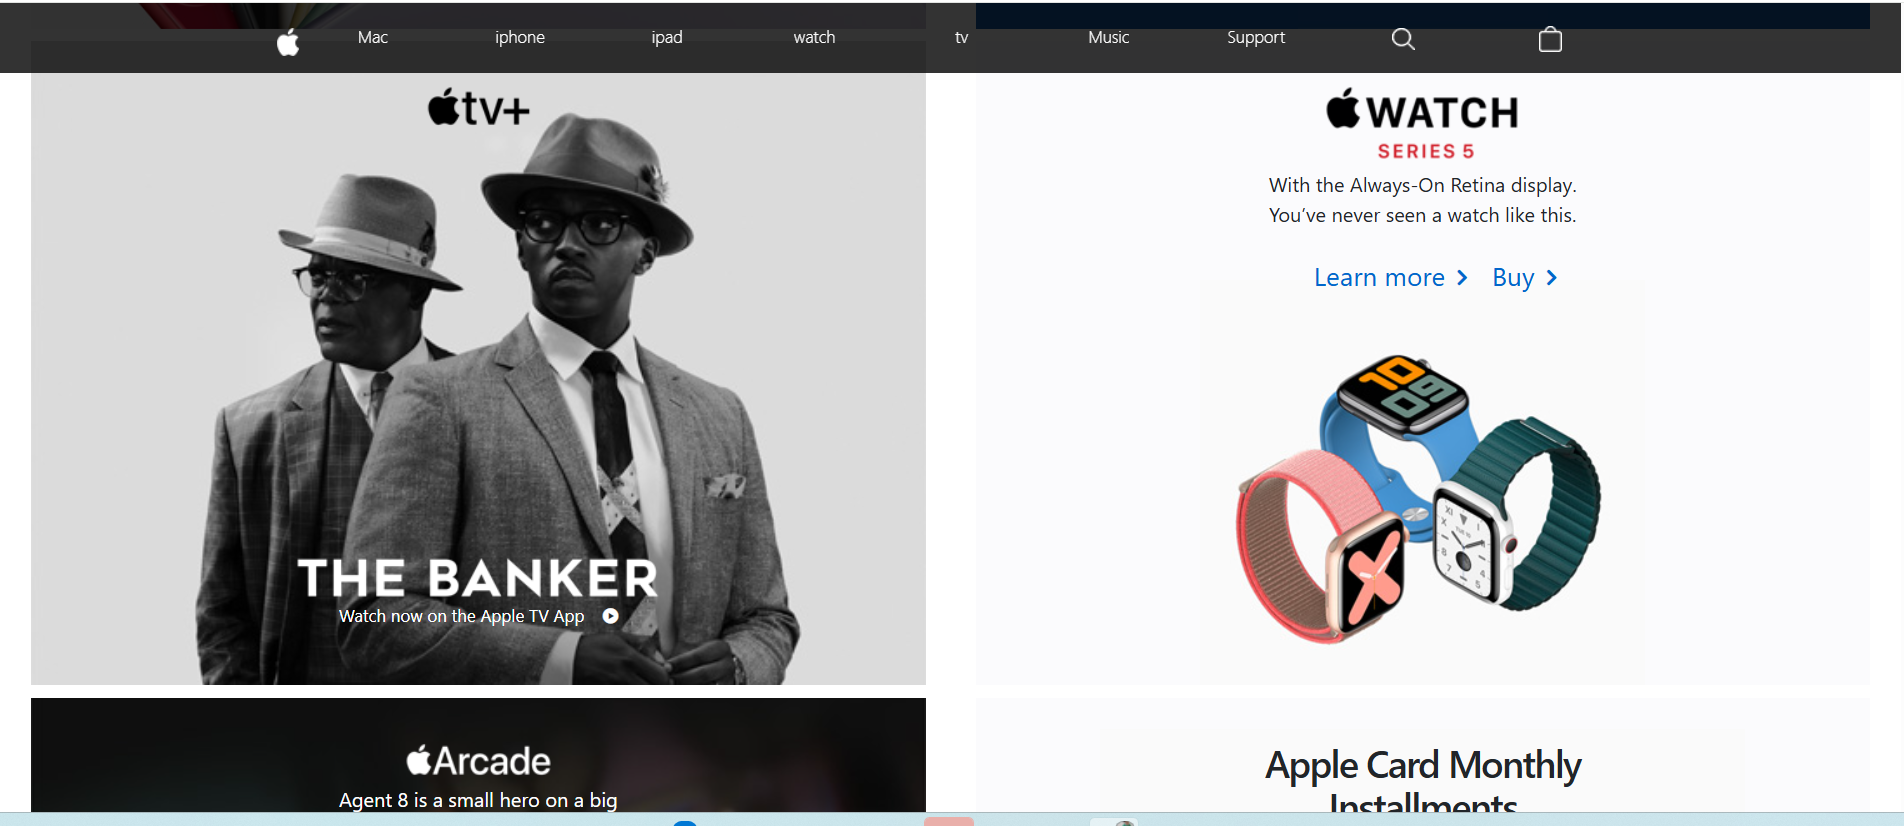 Mac iphone ipad watch tv Music Support
tv+
THE BANKER
Watch now on the Apple TV App
WATCH
SERIES 5
With the Always-On Retina display.
You've never seen a watch like this.
Learn more Buy
10
09
Arcade
Agent 8 is a small hero on a big
Apple Card Monthly
Installments